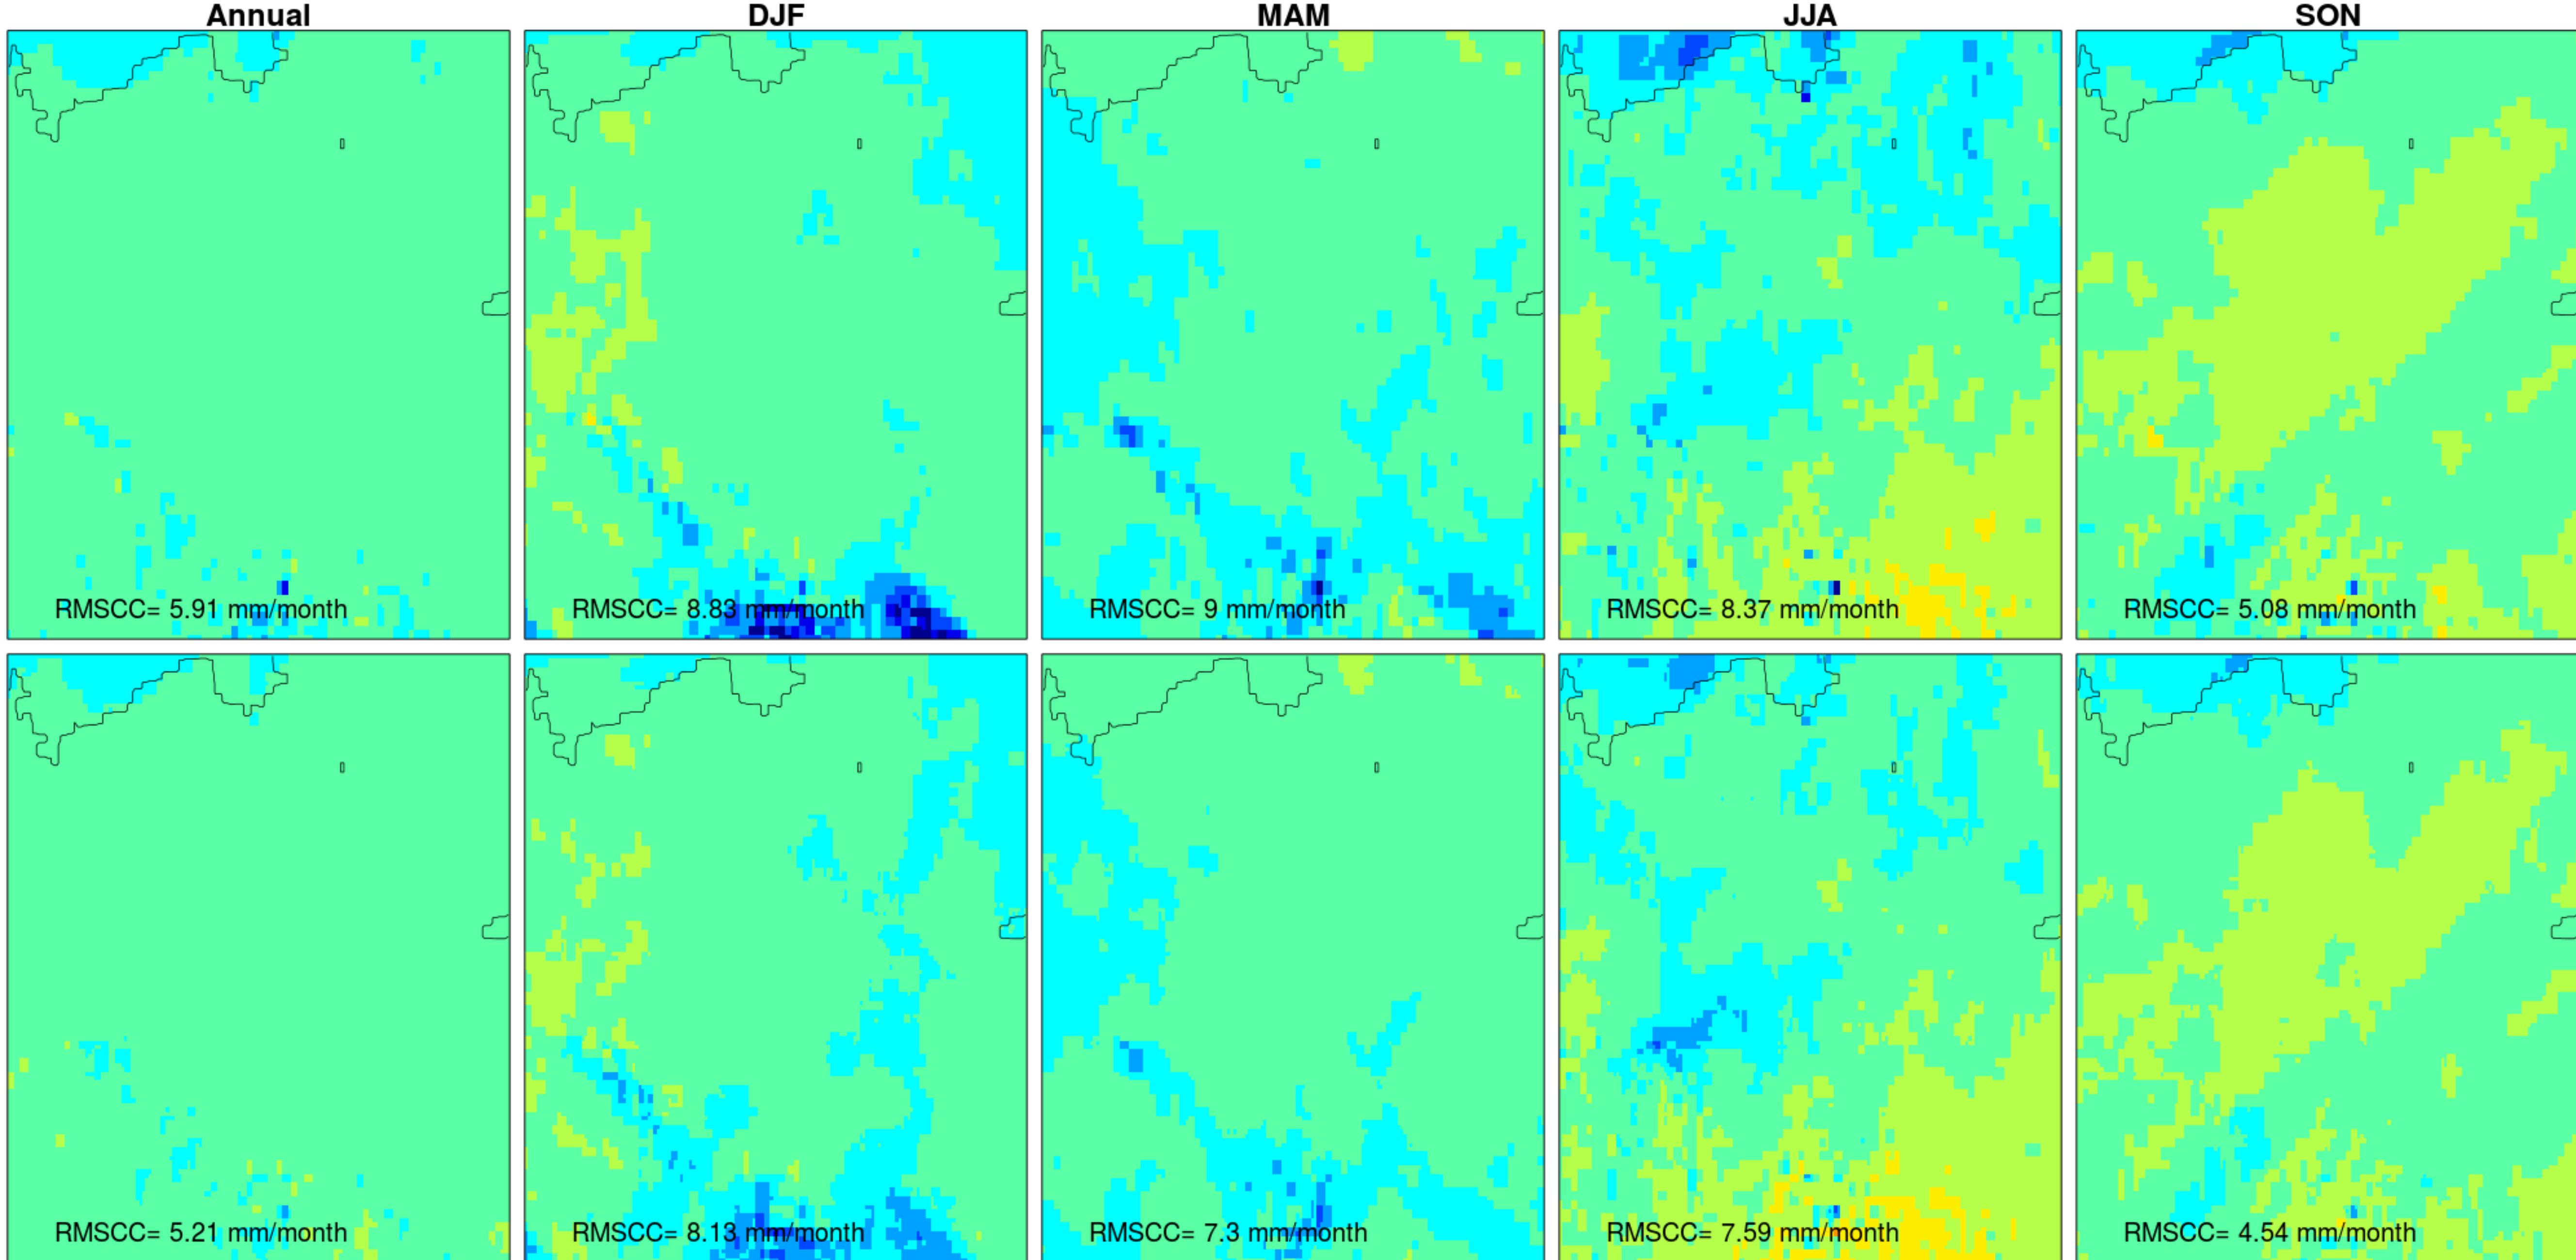 Annual DJF MAM JJA SON
RMSCC= 5.91 mm/month RMSCC= 8.83 mm/month RMSCC= 9 mm/month RMSCC= 8.37 mm/month RMSCC= 5.08 mm/month
RMSCC= 5.21 mm/month RMSCC= 8.13 mm/month RMSCC= 7.3 mm/month RMSCC= 7.59 mm/month RMSCC= 4.54 mm/month